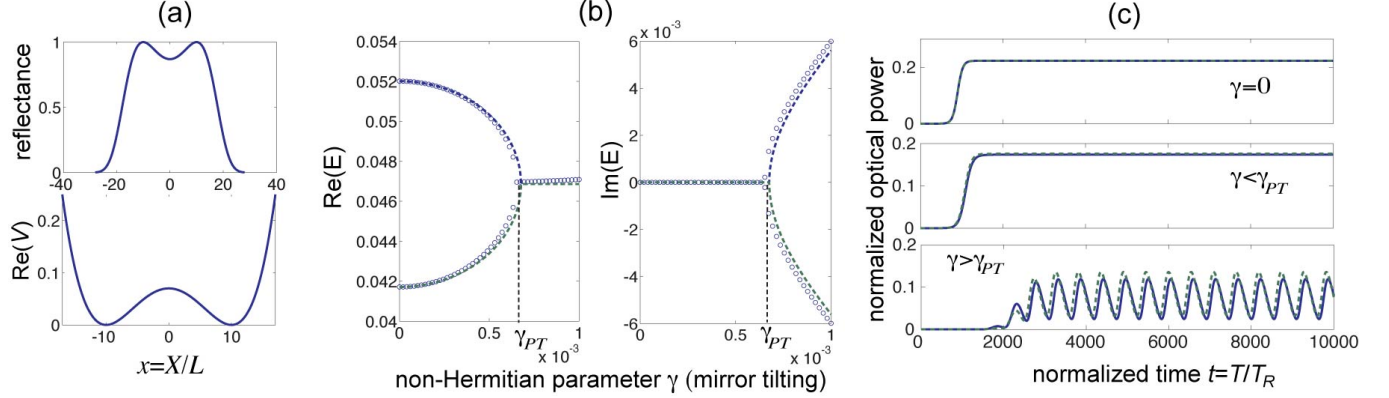 (a)
reflectance
1
0.5
0
-40 -20 0 20 40
Re(V)
0.2
0.1
0
-10 0 10
x=X/L
(b)
Re(E)
0.054
0.052
0.050
0.048
0.046
0.044
0.042
0.04
0 0.5 1
γPT
x 10⁻³
Im(E)
x 10⁻³
6
4
2
0
-2
-4
-6
0 0.5 1
γPT
x 10⁻³
non-Hermitian parameter γ (mirror tilting)
(c)
normalized optical power
0.2
0
γ=0
0.2
0.1
0
γ<γPT
0.2
0.1
0
γ>γPT
0 2000 4000 6000 8000 10000
normalized time t=T/TR